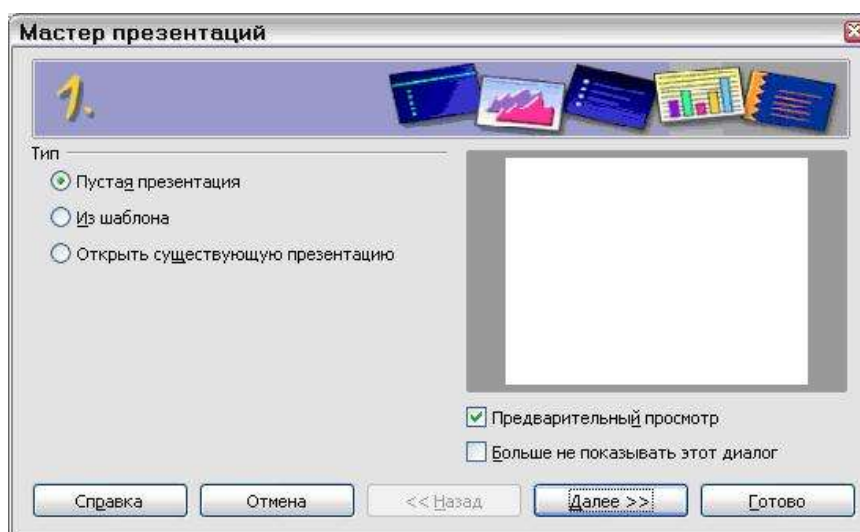 Мастер презентаций
1.
Тип
Пустая презентация
Из шаблона
Открыть существующую презентацию
Предварительный просмотр
Больше не показывать этот диалог
Справка Отмена << Назад Далее >> Готово